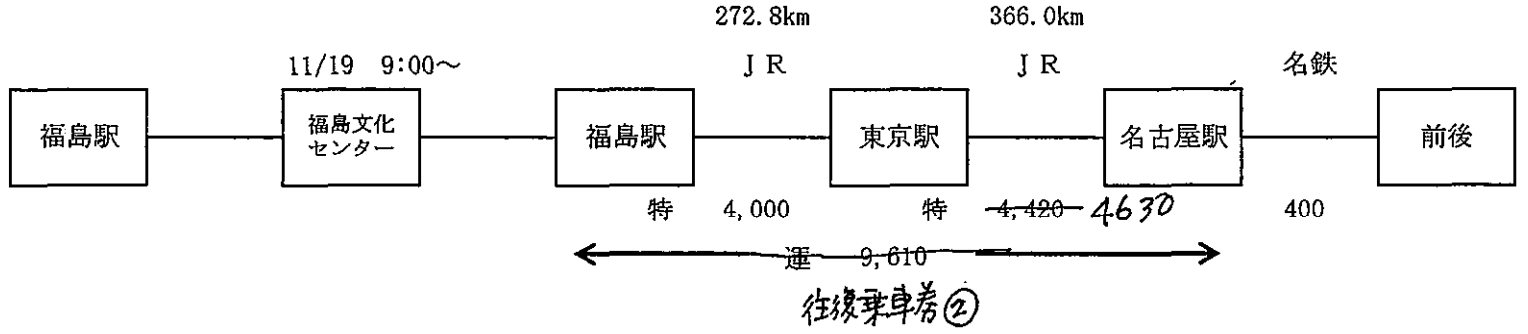 272.8km 366.0km
11/19 9:00～ ＪＲ ＪＲ 名鉄
福島駅 福島文化センター 福島駅 東京駅 名古屋駅 前後
特 4,000 特 4,420 4630 400
運 9,610
往復乗車券②